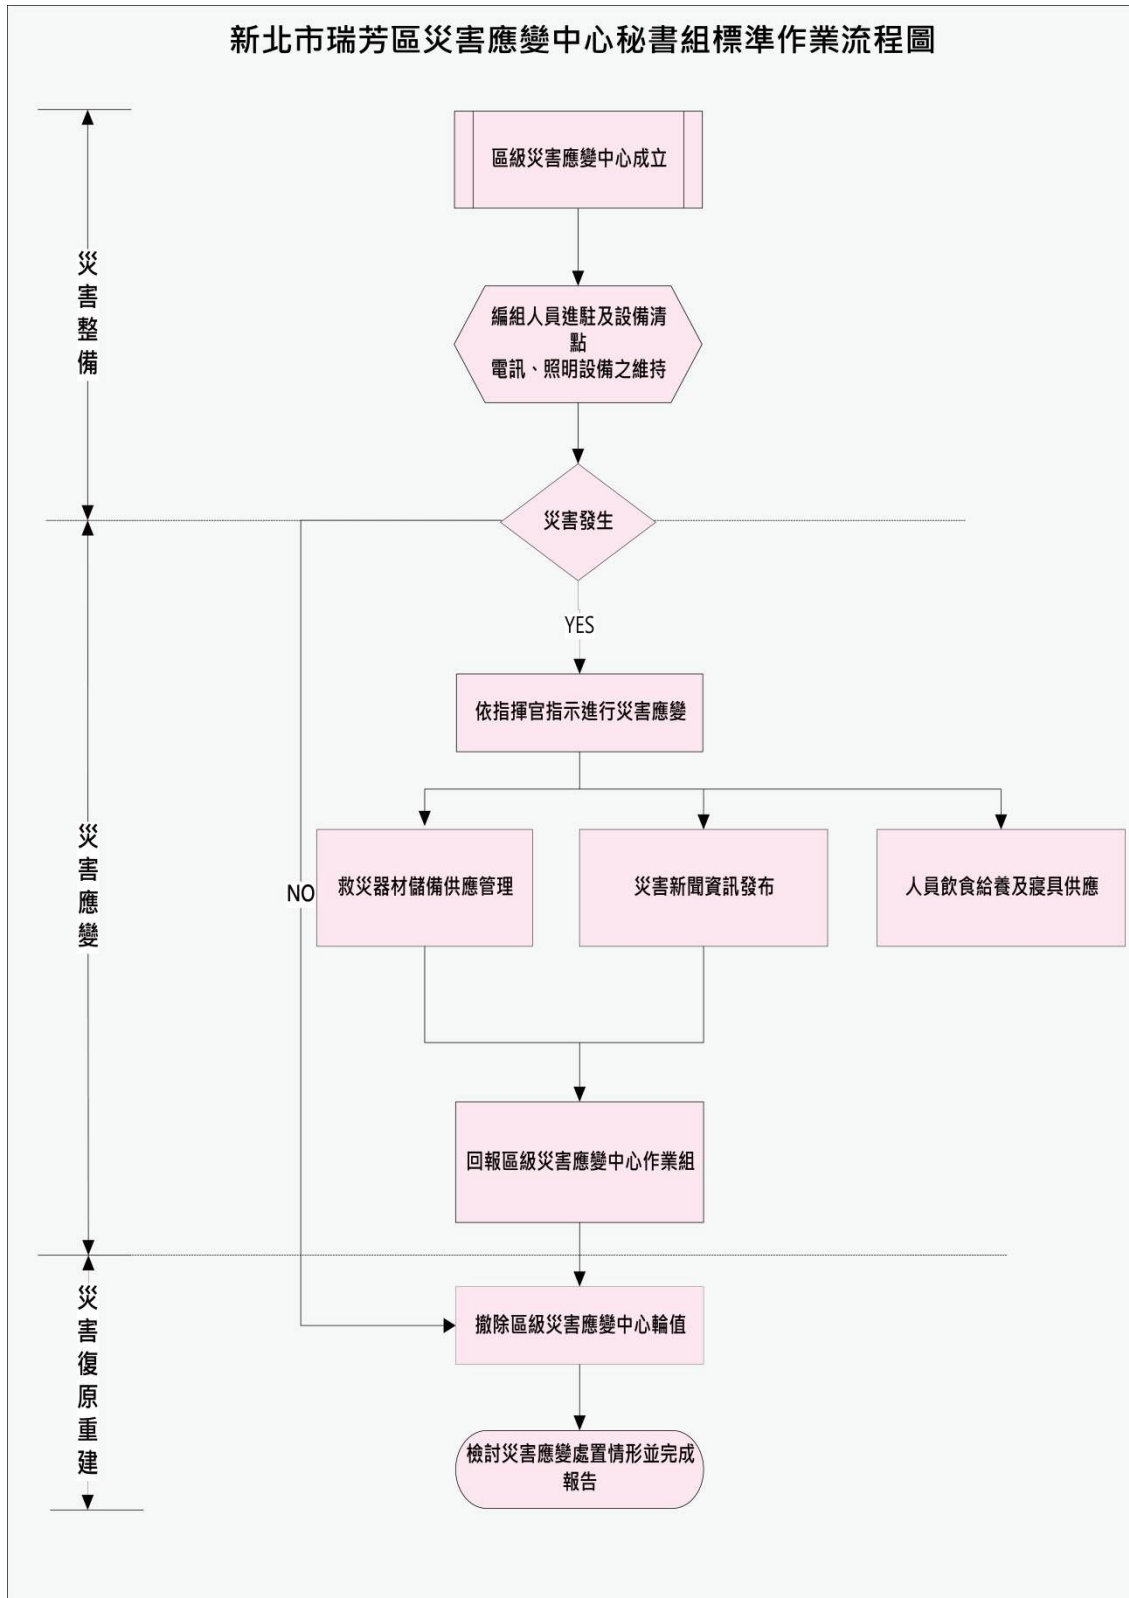 新北市瑞芳區災害應變中心秘書組標準作業流程圖
區級災害應變中心成立
災害整備
編組人員進駐及設備清
點
電訊、照明設備之維持
災害發生
YES
依指揮官指示進行災害應變
災害應變
NO
救災器材儲備供應管理
災害新聞資訊發布
人員飲食給養及寢具供應
回報區級災害應變中心作業組
災害復原重建
撤除區級災害應變中心輪值
檢討災害應變處置情形並完成
報告